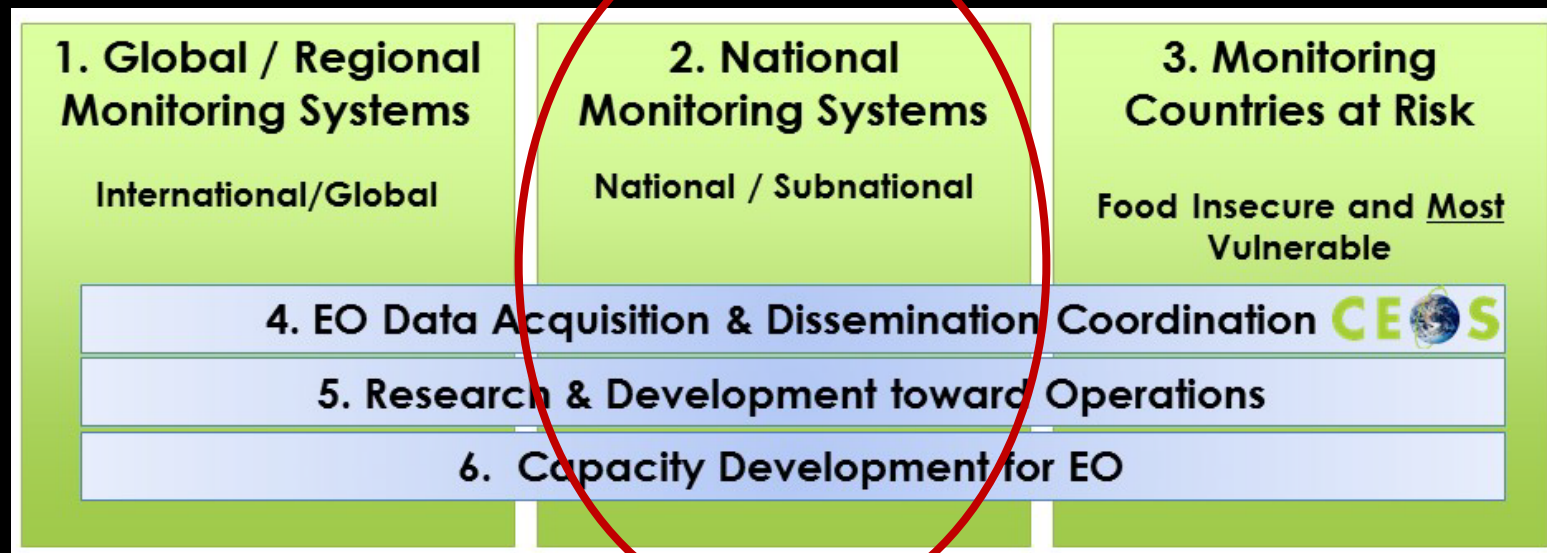 1. Global / Regional
Monitoring Systems
International/Global
2. National
Monitoring Systems
National / Subnational
3. Monitoring
Countries at Risk
Food Insecure and Most
Vulnerable
4. EO Data Acquisition & Dissemination Coordination CEOS
5. Research & Development toward Operations
6. Capacity Development for EO